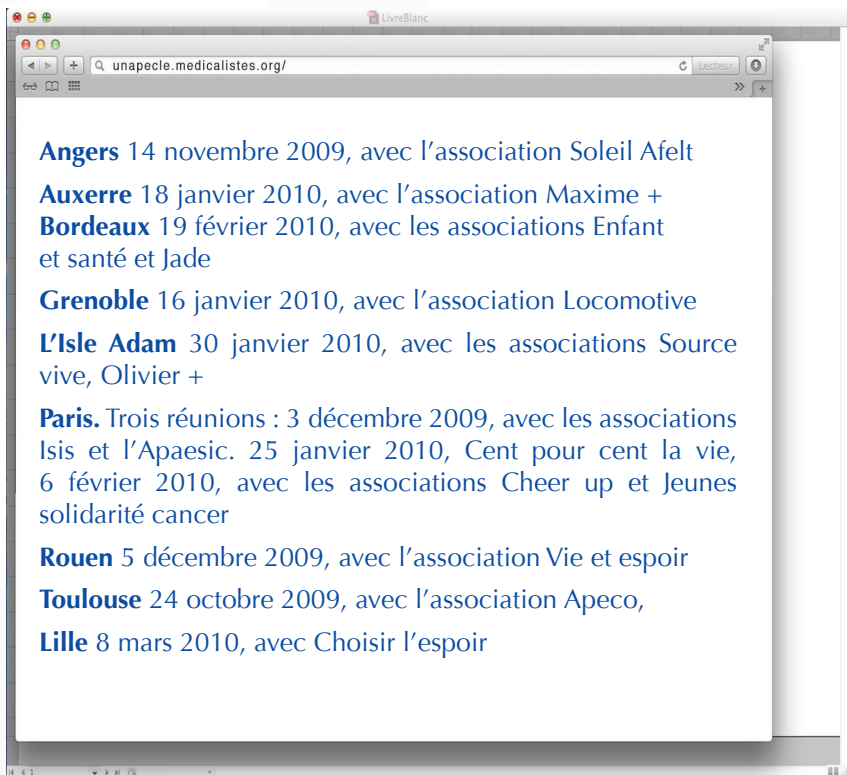 LivreBlanc
unapecle.medicalistes.org/
Lecteur
Angers 14 novembre 2009, avec l’association Soleil Afelt
Auxerre 18 janvier 2010, avec l’association Maxime +
Bordeaux 19 février 2010, avec les associations Enfant
et santé et Jade
Grenoble 16 janvier 2010, avec l’association Locomotive
L’Isle Adam 30 janvier 2010, avec les associations Source
vive, Olivier +
Paris. Trois réunions : 3 décembre 2009, avec les associations
Isis et l’Apaesic. 25 janvier 2010, Cent pour cent la vie,
6 février 2010, avec les associations Cheer up et Jeunes
solidarité cancer
Rouen 5 décembre 2009, avec l’association Vie et espoir
Toulouse 24 octobre 2009, avec l’association Apeco,
Lille 8 mars 2010, avec Choisir l’espoir